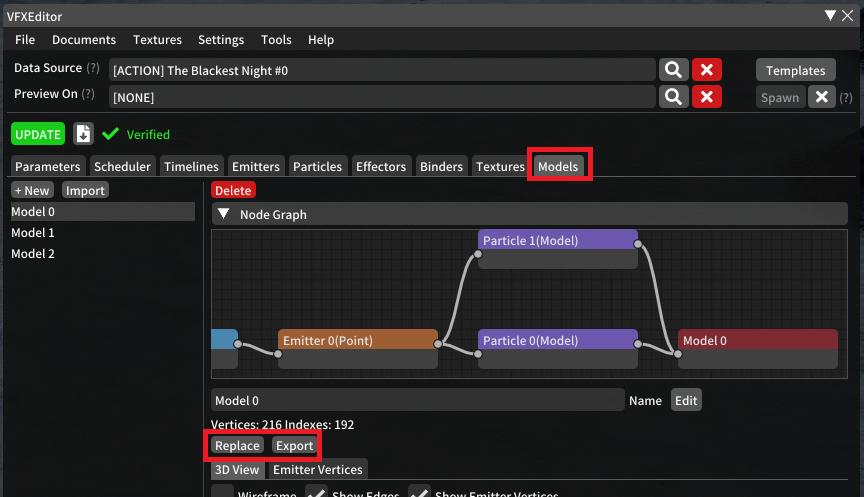 VFXEditor
File Documents Textures Settings Tools Help
Data Source (?) [ACTION] The Blackest Night #0 Templates
Preview On (?) [NONE] Spawn (?)
UPDATE Verified
Parameters Scheduler Timelines Emitters Particles Effectors Binders Textures Models
+ New Import Delete
Model 0 Node Graph
Model 1
Model 2
Particle 1(Model)
Emitter 0(Point) Particle 0(Model) Model 0
Model 0 Name Edit
Vertices: 216 Indexes: 192
Replace Export
3D View Emitter Vertices
Wireframe Show Edges Show Emitter Vertices